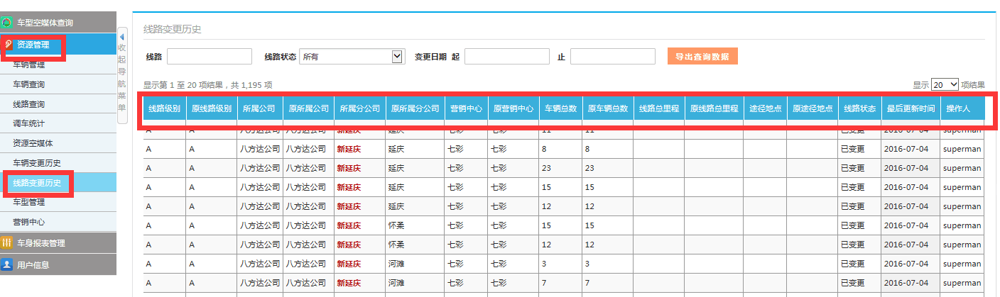 车型空媒体查询
资源管理
车辆管理
车辆查询
线路查询
调车统计
资源空媒体
车辆变更历史
线路变更历史
车型管理
营销中心
车身报表管理
用户信息
收起导航菜单
线路变更历史
线路 线路状态 所有 变更日期 起 止 导出查询数据
显示第 1 至 20 项结果，共 1,195 项 显示 20 项结果
线路级别 原线路级别 所属公司 原所属公司 所属分公司 原所属分公司 营销中心 原营销中心 车辆总数 原车辆总数 线路总里程 原线路总里程 途径地点 原途径地点 线路状态 最后更新时间 操作人
A A 八方达公司 八方达公司 新延庆 延庆 七彩 七彩 11 11 已变更 2016-07-04 superman
A A 八方达公司 八方达公司 新延庆 延庆 七彩 七彩 8 8 已变更 2016-07-04 superman
A A 八方达公司 八方达公司 新延庆 延庆 七彩 七彩 23 23 已变更 2016-07-04 superman
A A 八方达公司 八方达公司 新延庆 延庆 七彩 七彩 15 15 已变更 2016-07-04 superman
A A 八方达公司 八方达公司 新延庆 延庆 七彩 七彩 12 12 已变更 2016-07-04 superman
A A 八方达公司 八方达公司 新延庆 怀柔 七彩 七彩 15 15 已变更 2016-07-04 superman
A A 八方达公司 八方达公司 新延庆 怀柔 七彩 七彩 12 12 已变更 2016-07-04 superman
A A 八方达公司 八方达公司 新延庆 河滩 七彩 七彩 3 3 已变更 2016-07-04 superman
A A 八方达公司 八方达公司 新延庆 河滩 七彩 七彩 7 7 已变更 2016-07-04 superman